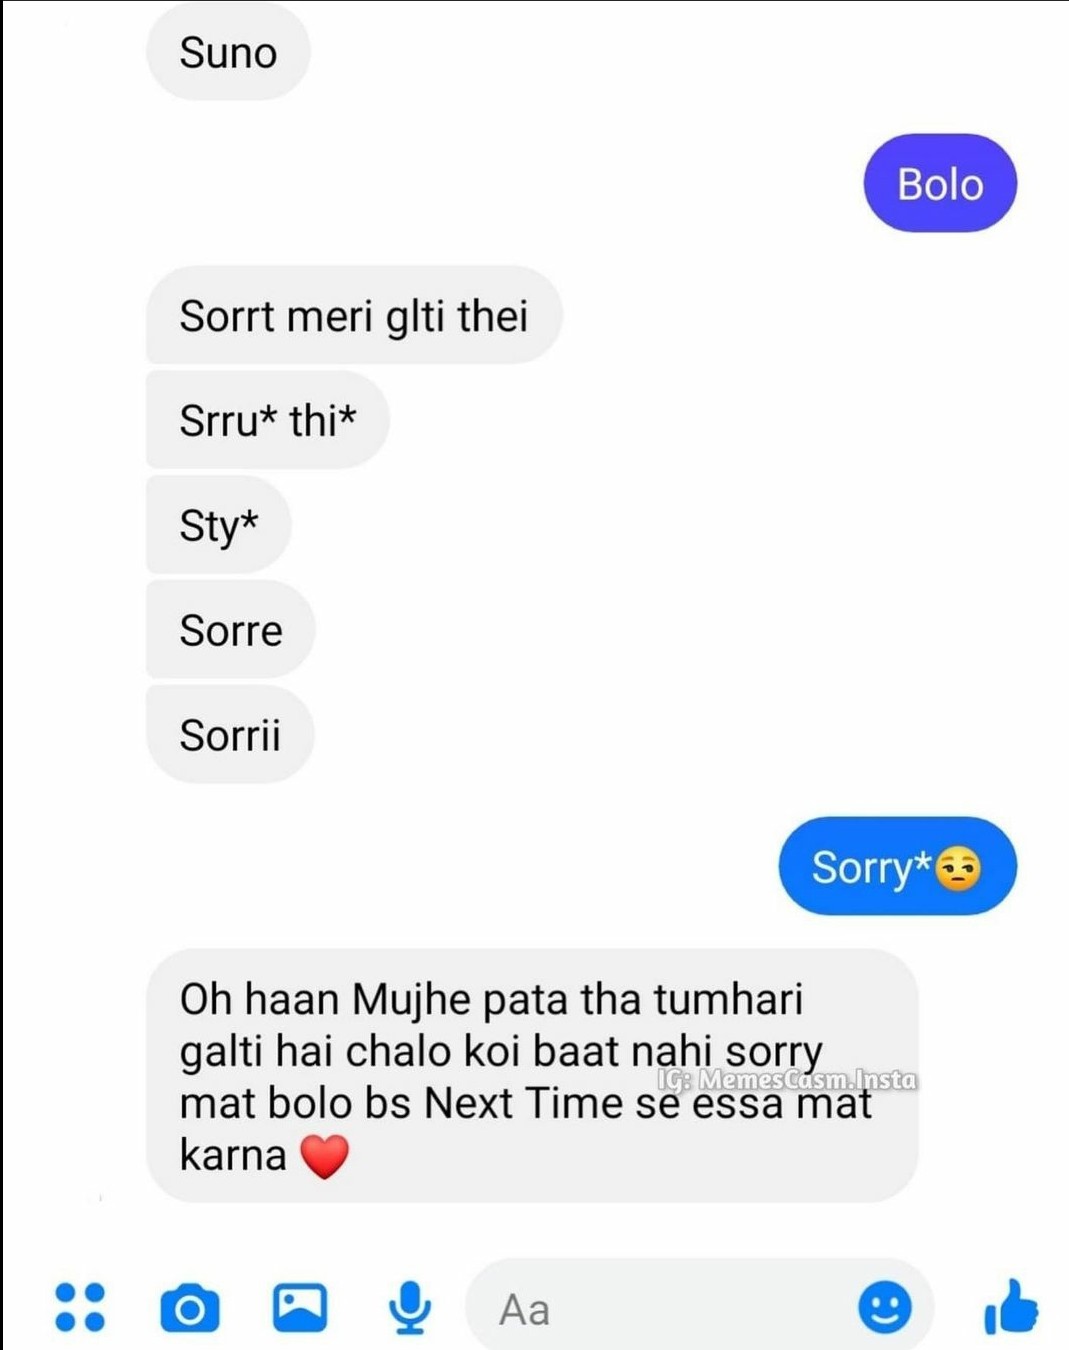 Suno
Bolo
Sorrt meri glti thei
Srru* thi*
Sty*
Sorre
Sorrii
Sorry*😒
Oh haan Mujhe pata tha tumhari
galti hai chalo koi baat nahi sorry
IG: MemesCasm.Insta
mat bolo bs Next Time se essa mat
karna ❤️
Aa